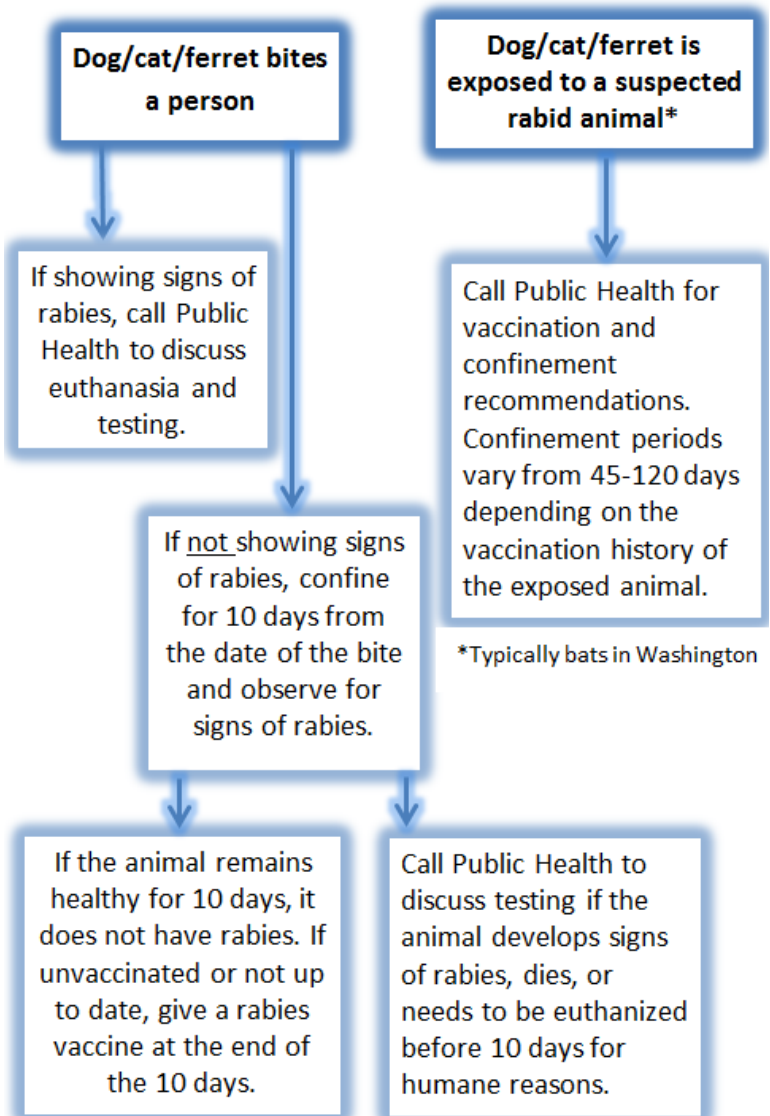 Dog/cat/ferret bites
a person
Dog/cat/ferret is
exposed to a suspected
rabid animal*
If showing signs of
rabies, call Public
Health to discuss
euthanasia and
testing.
Call Public Health for
vaccination and
confinement
recommendations.
Confinement periods
vary from 45-120 days
depending on the
vaccination history of
the exposed animal.
If not showing signs
of rabies, confine
for 10 days from
the date of the bite
and observe for
signs of rabies.
*Typically bats in Washington
If the animal remains
healthy for 10 days, it
does not have rabies. If
unvaccinated or not up
to date, give a rabies
vaccine at the end of
the 10 days.
Call Public Health to
discuss testing if the
animal develops signs
of rabies, dies, or
needs to be euthanized
before 10 days for
humane reasons.